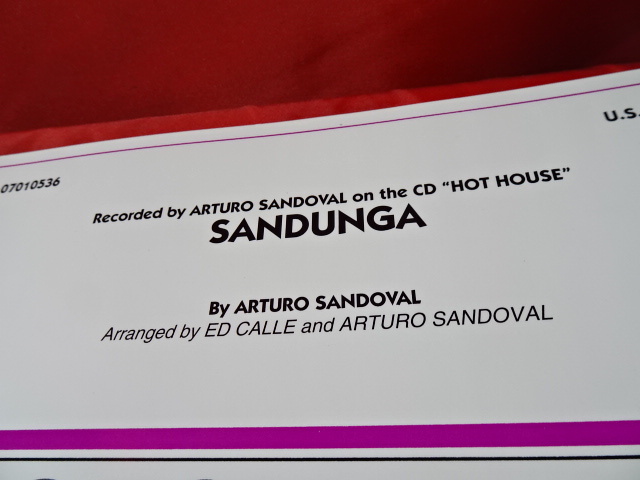 U.S.
07010536
Recorded by ARTURO SANDOVAL on the CD “HOT HOUSE”
SANDUNGA
By ARTURO SANDOVAL
Arranged by ED CALLE and ARTURO SANDOVAL